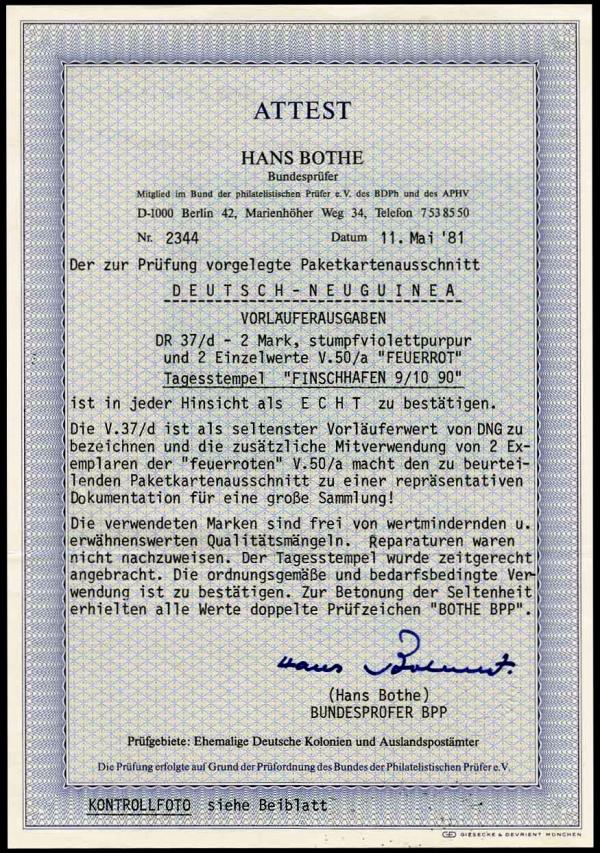 ATTEST
HANS BOTHE
Bundesprüfer
Mitglied im Bund der philatelistischen Prüfer e.V. des BDPh und des APHV
D-1000 Berlin 42, Marienhöher Weg 34, Telefon 7 53 85 50
Nr. 2344 Datum 11. Mai '81
Der zur Prüfung vorgelegte Paketkartenausschnitt
DEUTSCH-NEUGUINEA
VORLÄUFERAUSGABEN
DR 37/d - 2 Mark, stumpfviolettpurpur
und 2 Einzelwerte V.50/a "FEUERROT"
Tagesstempel "FINSCHHAFEN 9/10 90"
ist in jeder Hinsicht als E C H T zu bestätigen.
Die V.37/d ist als seltenster Vorläuferwert von DNG zu
bezeichnen und die zusätzliche Mitverwendung von 2 Ex-
emplaren der "feuerroten" V.50/a macht den zu beurtei-
lenden Paketkartenausschnitt zu einer repräsentativen
Dokumentation für eine große Sammlung!
Die verwendeten Marken sind frei von wertmindernden u.
erwähnenswerten Qualitätsmängeln. Reparaturen waren
nicht nachzuweisen. Der Tagesstempel wurde zeitgerecht
angebracht. Die ordnungsgemäße und bedarfsbedingte Ver-
wendung ist zu bestätigen. Zur Betonung der Seltenheit
erhielten alle Werte doppelte Prüfzeichen "BOTHE BPP".
(Hans Bothe)
BUNDESPRÜFER BPP
Prüfgebiete: Ehemalige Deutsche Kolonien und Auslandspostämter
Die Prüfung erfolgte auf Grund der Prüfordnung des Bundes der Philatelistischen Prüfer e.V.
KONTROLLFOTO siehe Beiblatt
GD GIESECKE & DEVRIENT MÜNCHEN